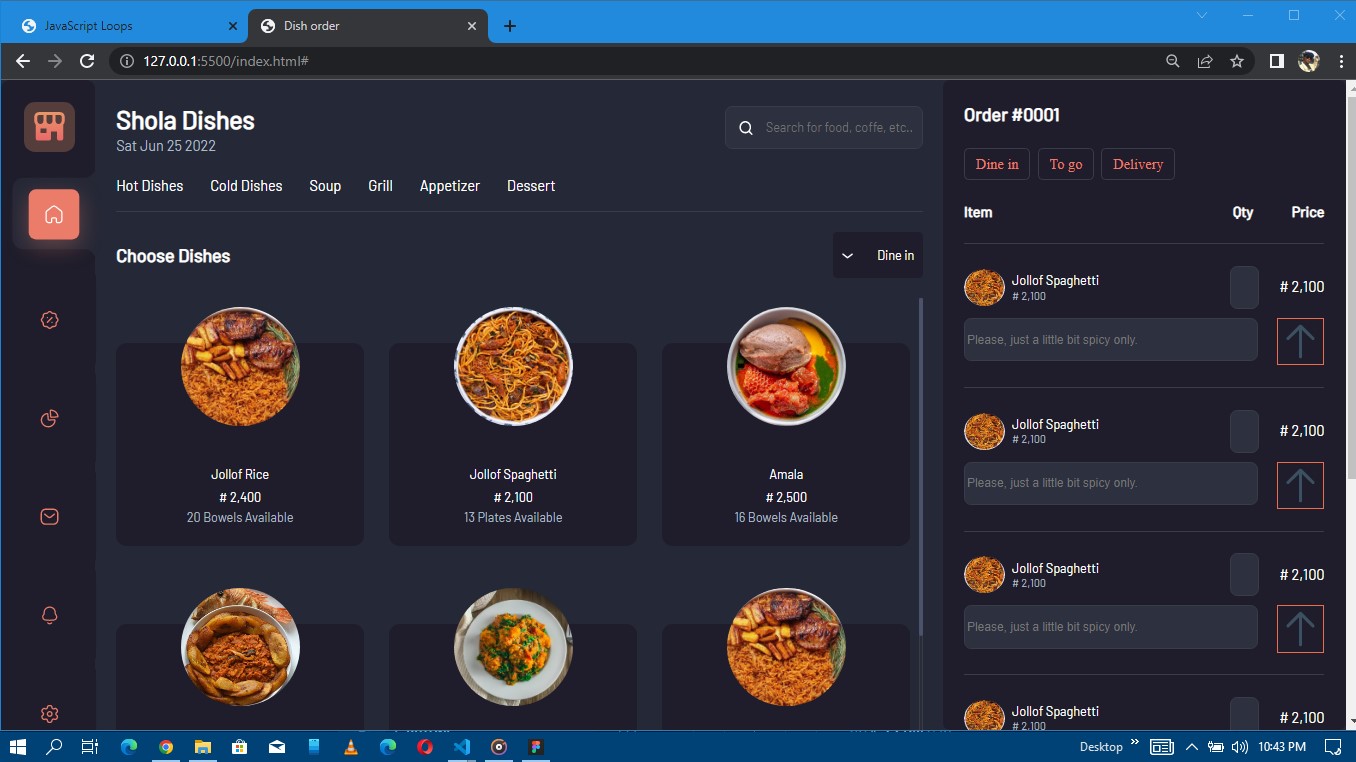 JavaScript Loops
Dish order
127.0.0.1:5500/index.html#
Shola Dishes
Sat Jun 25 2022
Search for food, coffe, etc..
Hot Dishes Cold Dishes Soup Grill Appetizer Dessert
Choose Dishes
Dine in
Jollof Rice
# 2,400
20 Bowels Available
Jollof Spaghetti
# 2,100
13 Plates Available
Amala
# 2,500
16 Bowels Available
Order #0001
Dine in To go Delivery
Item Qty Price
Jollof Spaghetti
# 2,100
# 2,100
Please, just a little bit spicy only.
Jollof Spaghetti
# 2,100
# 2,100
Please, just a little bit spicy only.
Jollof Spaghetti
# 2,100
# 2,100
Please, just a little bit spicy only.
Jollof Spaghetti
# 2,100
# 2,100
Desktop
10:43 PM